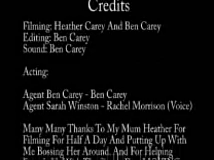 Credits
Filming: Heather Carey And Ben Carey
Editing: Ben Carey
Sound: Ben Carey
Acting:
Agent Ben Carey - Ben Carey
Agent Sarah Winston - Rachel Morrison (Voice)
Many Many Thanks To My Mum Heather For
Filming For Half A Day And Putting Up With
Me Bossing Her Around. And For Helping